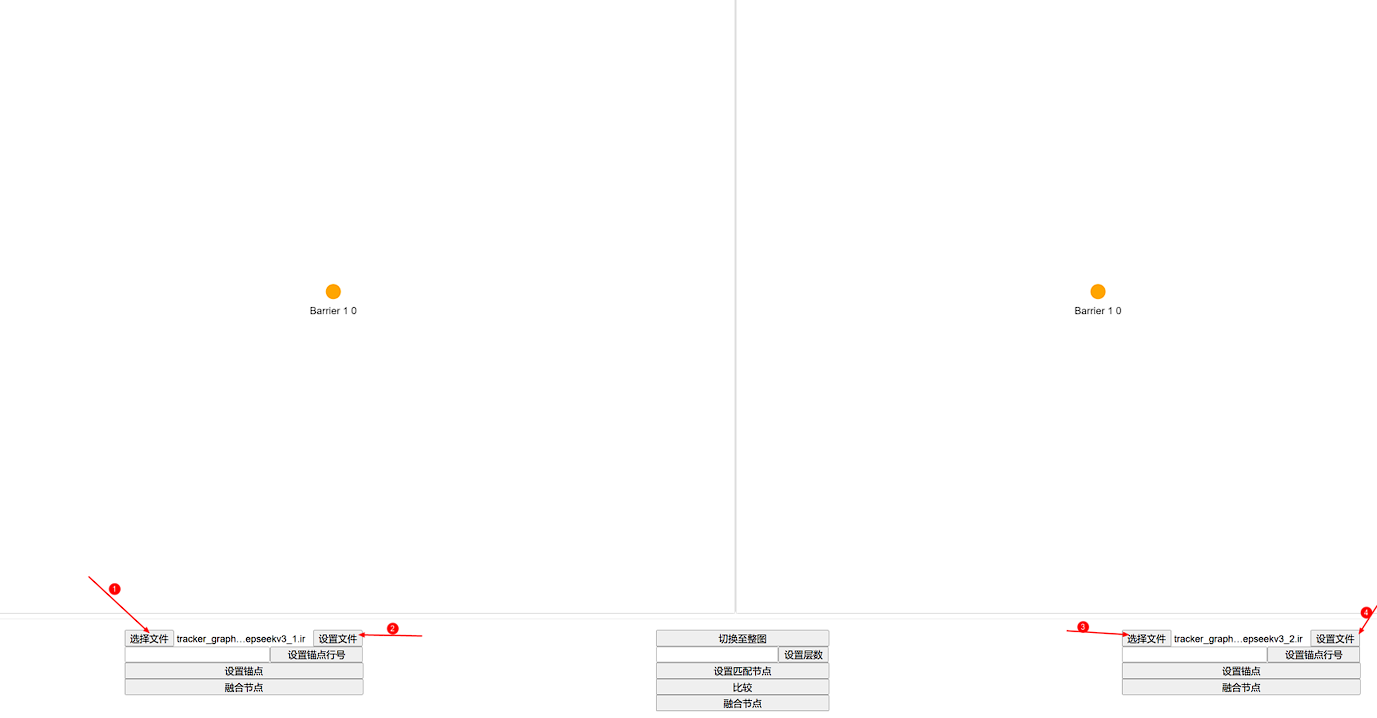 Barrier 1 0
Barrier 1 0
1
2
3
4
选择文件 tracker_graph…epseekv3_1.ir 设置文件
设置锚点行号
设置锚点
融合节点
切换至整图
设置层数
设置匹配节点
比较
融合节点
选择文件 tracker_graph…epseekv3_2.ir 设置文件
设置锚点行号
设置锚点
融合节点